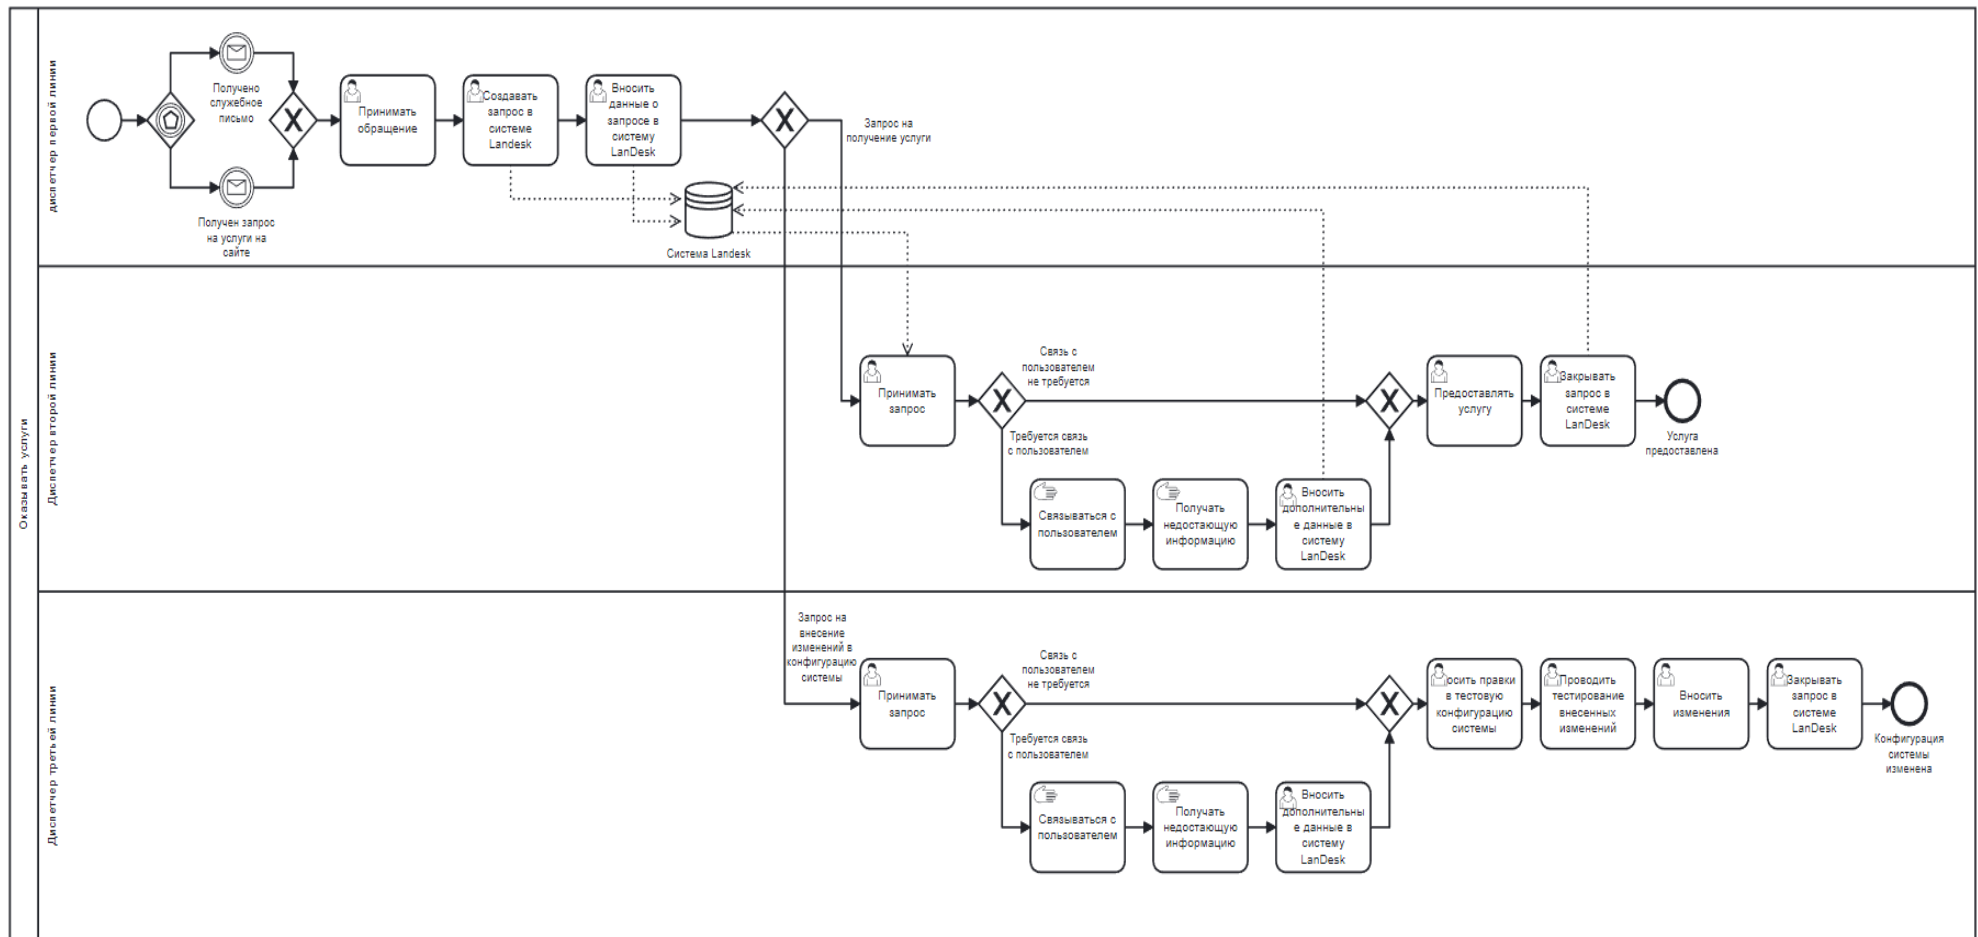 Оказывать услуги
диспетчер первой линии
Получено
служебное
письмо
Получен запрос
на услуги на
сайте
Принимать
обращение
Создавать
запрос в
системе
Landesk
Вносить
данные о
запросе в
систему
LanDesk
Запрос на
получение услуги
Система Landesk
Диспетчер второй линии
Принимать
запрос
Связь с
пользователем
не требуется
Требуется связь
с пользователем
Связываться с
пользователем
Получать
недостающую
информацию
Вносить
дополнительны
е данные в
систему
LanDesk
Предоставлять
услугу
Закрывать
запрос в
системе
LanDesk
Услуга
предоставлена
Диспетчер третьей линии
Запрос на
внесение
изменений в
конфигурацию
системы
Принимать
запрос
Связь с
пользователем
не требуется
Требуется связь
с пользователем
Связываться с
пользователем
Получать
недостающую
информацию
Вносить
дополнительны
е данные в
систему
LanDesk
осить правки
в тестовую
конфигурацию
системы
Проводить
тестирование
внесенных
изменений
Вносить
изменения
Закрывать
запрос в
системе
LanDesk
Конфигурация
системы
изменена